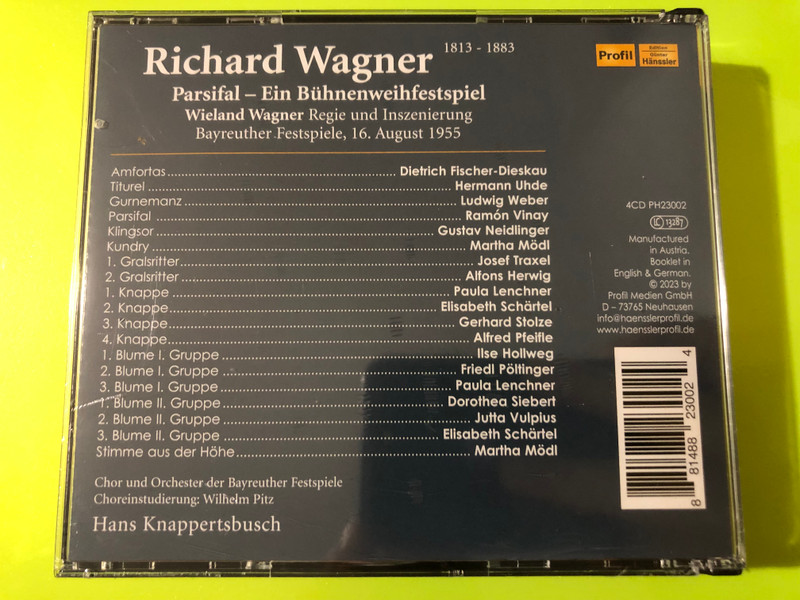 Richard Wagner 1813 - 1883
Parsifal – Ein Bühnenweihfestspiel
Wieland Wagner Regie und Inszenierung
Bayreuther Festspiele, 16. August 1955
Profil
Edition
Günter
Hänssler
Amfortas Dietrich Fischer-Dieskau
Titurel Hermann Uhde
Gurnemanz Ludwig Weber
Parsifal Ramón Vinay
Klingsor Gustav Neidlinger
Kundry Martha Mödl
1. Gralsritter Josef Traxel
2. Gralsritter Alfons Herwig
1. Knappe Paula Lenchner
2. Knappe Elisabeth Schärtel
3. Knappe Gerhard Stolze
4. Knappe Alfred Pfeifle
1. Blume I. Gruppe Ilse Hollweg
2. Blume I. Gruppe Friedl Pöltinger
3. Blume I. Gruppe Paula Lenchner
1. Blume II. Gruppe Dorothea Siebert
2. Blume II. Gruppe Jutta Vulpius
3. Blume II. Gruppe Elisabeth Schärtel
Stimme aus der Höhe Martha Mödl
Chor und Orchester der Bayreuther Festspiele
Choreinstudierung: Wilhelm Pitz
Hans Knappertsbusch
4CD PH23002
LC 13287
Manufactured
in Austria.
Booklet in
English & German.
© 2023 by
Profil Medien GmbH
D – 73765 Neuhausen
info@haensslerprofil.de
www.haensslerprofil.de
8 81488 23002 4